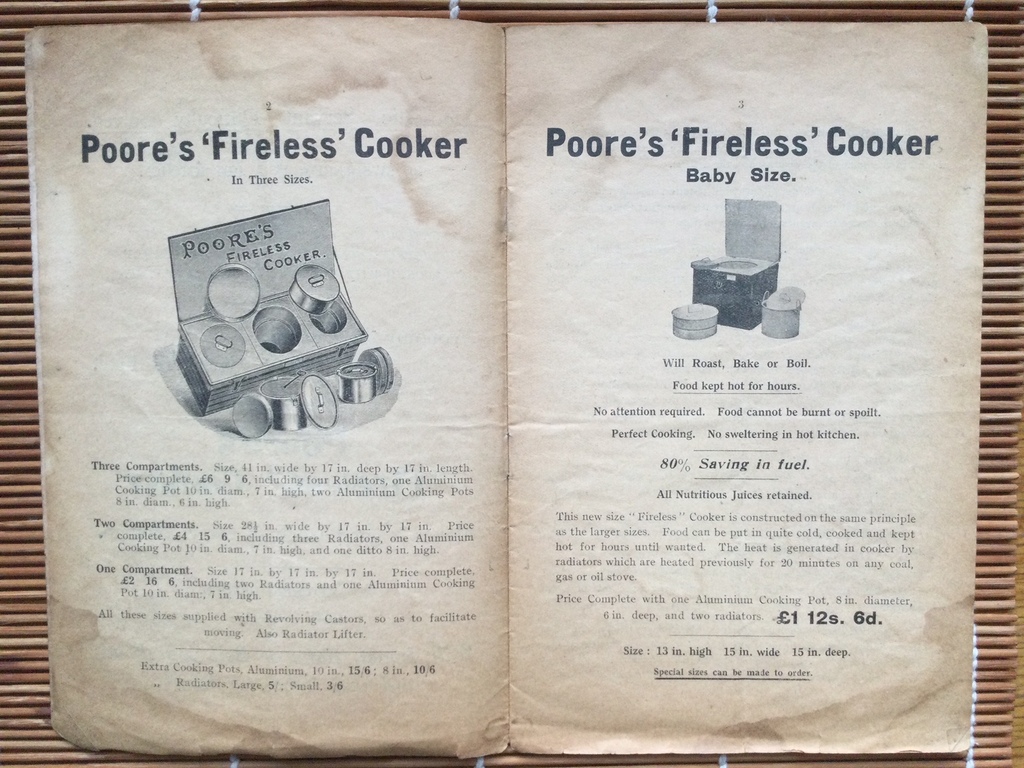 2
Poore's 'Fireless' Cooker
In Three Sizes.
POORE'S
FIRELESS
COOKER.
Three Compartments. Size, 41 in. wide by 17 in. deep by 17 in. length.
Price complete, £6 9 6, including four Radiators, one Aluminium
Cooking Pot 10 in. diam., 7 in. high, two Aluminium Cooking Pots
8 in. diam., 6 in. high.
Two Compartments. Size 28½ in. wide by 17 in. by 17 in. Price
complete, £4 15 6, including three Radiators, one Aluminium
Cooking Pot 10 in. diam., 7 in. high, and one ditto 8 in. high.
One Compartment. Size 17 in. by 17 in. by 17 in. Price complete,
£2 16 6, including two Radiators and one Aluminium Cooking
Pot 10 in. diam., 7 in. high.
All these sizes supplied with Revolving Castors, so as to facilitate
moving. Also Radiator Lifter.
Extra Cooking Pots, Aluminium, 10 in., 15/6 ; 8 in., 10/6
„ Radiators, Large, 5/; Small, 3/6
3
Poore's 'Fireless' Cooker
Baby Size.
Will Roast, Bake or Boil.
Food kept hot for hours.
No attention required. Food cannot be burnt or spoilt.
Perfect Cooking. No sweltering in hot kitchen.
80% Saving in fuel.
All Nutritious Juices retained.
This new size "Fireless" Cooker is constructed on the same principle
as the larger sizes. Food can be put in quite cold, cooked and kept
hot for hours until wanted. The heat is generated in cooker by
radiators which are heated previously for 20 minutes on any coal,
gas or oil stove.
Price Complete with one Aluminium Cooking Pot, 8 in. diameter,
6 in. deep, and two radiators. £1 12s. 6d.
Size : 13 in. high 15 in. wide 15 in. deep.
Special sizes can be made to order.